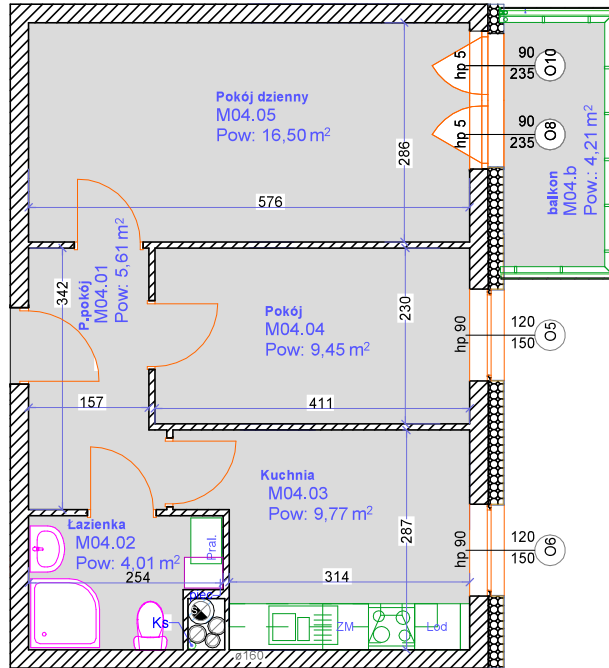 Pokój dzienny
M04.05
Pow: 16,50 m²
286
576
hp 5
90
235
O10
hp 5
90
235
O8
balkon
M04.b
Pow.: 4,21 m²
342
P.pokój
M04.01
Pow: 5,61 m²
157
Pokój
M04.04
Pow: 9,45 m²
230
411
hp 90
120
150
O5
Kuchnia
M04.03
Pow: 9,77 m²
287
314
hp 90
120
150
O6
Łazienka
M04.02
Pow: 4,01 m²
254
Pral.
piec
Ks
ZM
Lod
ø160